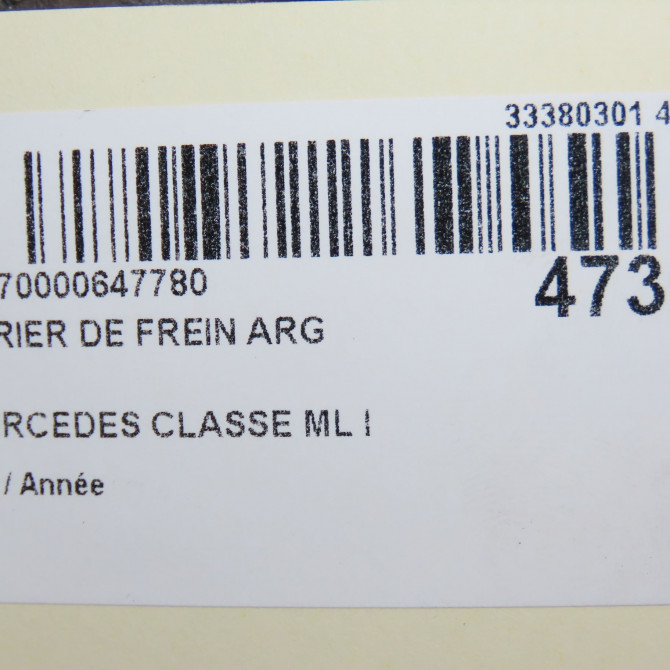 33380301 4
70000647780
473
RIER DE FREIN ARG
RCEDES CLASSE ML I
/ Année